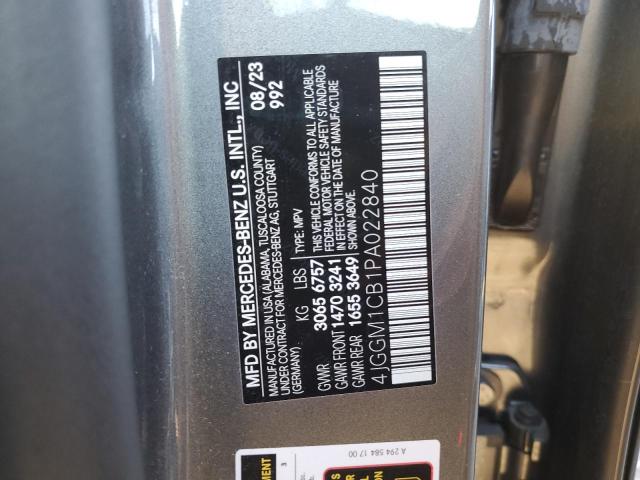 MFD BY MERCEDES-BENZ U.S. INTL., INC
MANUFACTURED IN USA (ALABAMA, TUSCALOOSA COUNTY)
UNDER CONTRACT FOR MERCEDES-BENZ AG, STUTTGART
(GERMANY)
08/23
992
KG LBS TYPE: MPV
GVWR 3065 6757
GAWR FRONT 1470 3241
GAWR REAR 1655 3649
THIS VEHICLE CONFORMS TO ALL APPLICABLE
FEDERAL MOTOR VEHICLE SAFETY STANDARDS
IN EFFECT ON THE DATE OF MANUFACTURE
SHOWN ABOVE.
4JGGM1CB1PA022840
A 294 584 17 00
3